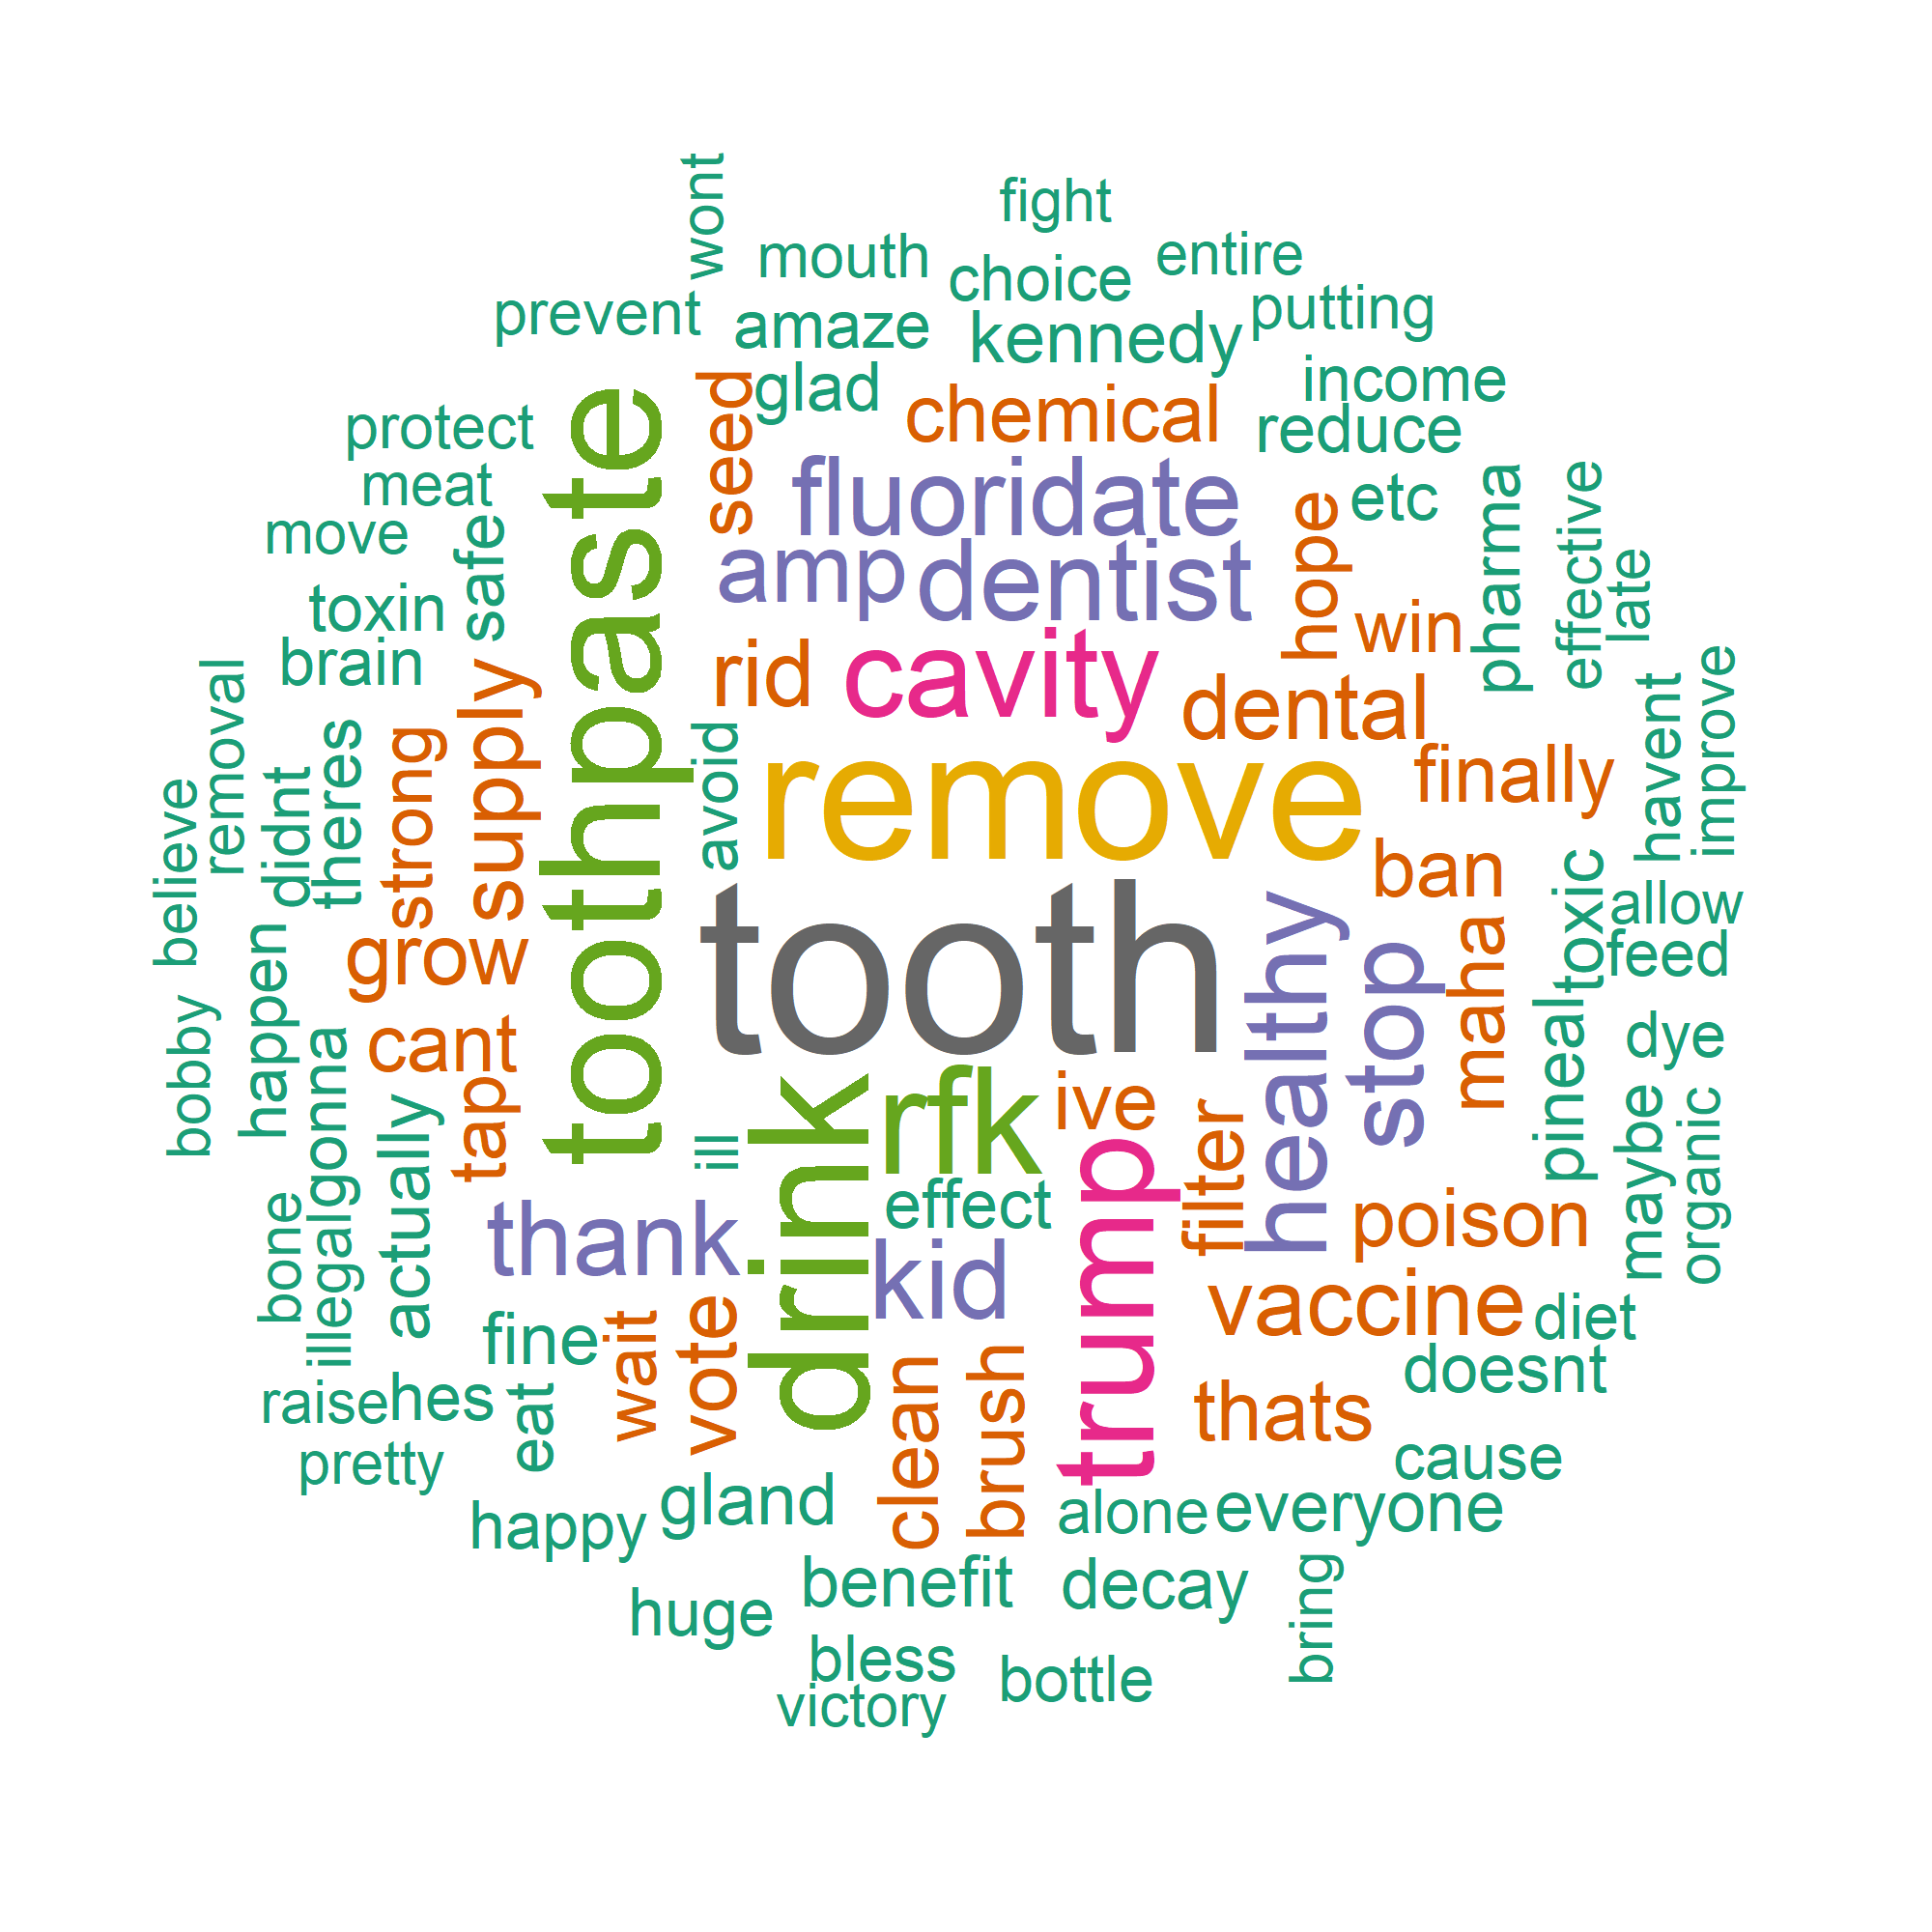 wont
fight
mouth
choice
entire
prevent
amaze
kennedy
putting
seed
glad
income
protect
chemical
reduce
meat
toothpaste
fluoridate
hope
etc
pharma
effective
move
safe
amp
dentist
late
toxin
win
brain
supply
rid
cavity
dental
removal
avoid
remove
finally
havent
improve
believe
didnt
theres
strong
ban
tooth
toxic
allow
grow
healthy
stop
maha
feed
bobby
happen
gonna
cant
tap
drink
rfk
ive
pineal
dye
actually
ill
trump
filter
maybe
organic
bone
illegal
thank
effect
poison
kid
vaccine
fine
wait
vote
diet
raise
hes
eat
clean
brush
thats
doesnt
pretty
cause
happy
gland
alone
everyone
huge
benefit
decay
bring
bless
bottle
victory